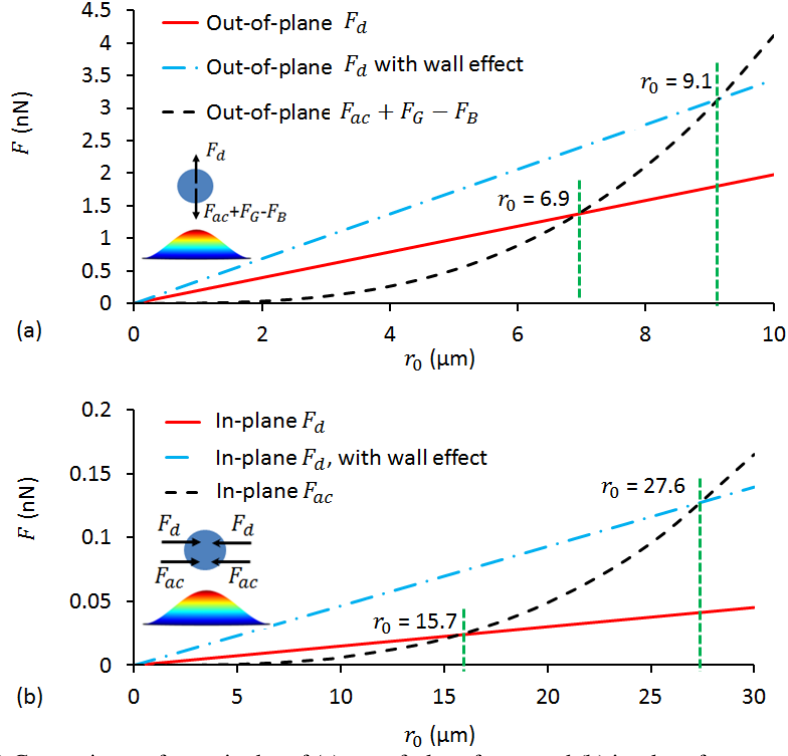 4.5
4
3.5
3
2.5
2
1.5
1
0.5
0
F (nN)
Out-of-plane F_d
Out-of-plane F_d with wall effect
Out-of-plane F_ac + F_G − F_B
r_0 = 9.1
r_0 = 6.9
F_d
F_ac+F_G-F_B
0 2 4 6 8 10
(a)
r_0 (μm)
0.2
0.15
0.1
0.05
0
F (nN)
In-plane F_d
In-plane F_d, with wall effect
In-plane F_ac
r_0 = 27.6
r_0 = 15.7
F_d F_d
F_ac F_ac
0 5 10 15 20 25 30
(b)
r_0 (μm)